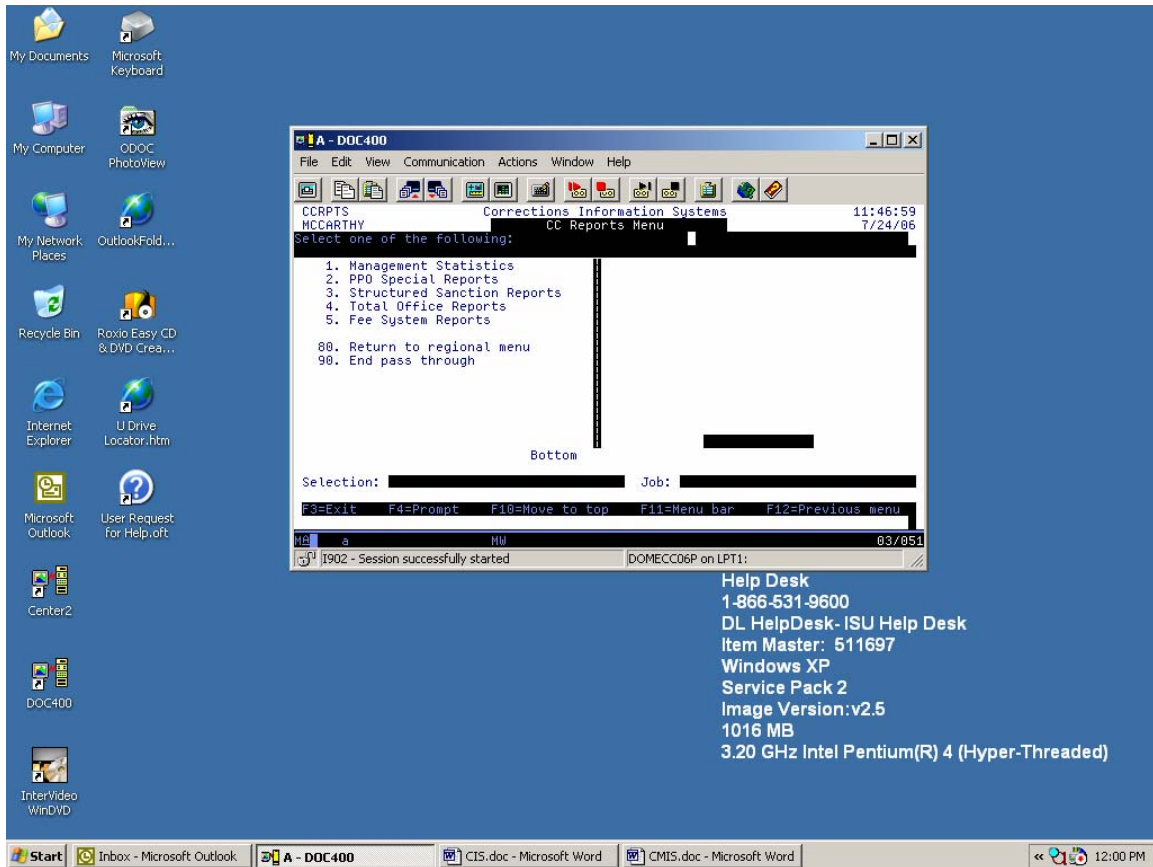 My Documents
Microsoft
Keyboard
My Computer
ODOC
PhotoView
My Network
Places
OutlookFold...
Recycle Bin
Roxio Easy CD
& DVD Crea...
Internet
Explorer
U Drive
Locator.htm
Microsoft
Outlook
User Request
for Help.oft
Center2
DOC400
InterVideo
WinDVD
A - DOC400
File Edit View Communication Actions Window Help
CCRPTS Corrections Information Systems 11:46:59
MCCARTHY CC Reports Menu 7/24/06
Select one of the following:
1. Management Statistics
2. PPO Special Reports
3. Structured Sanction Reports
4. Total Office Reports
5. Fee System Reports
80. Return to regional menu
90. End pass through
Bottom
Selection: Job:
F3=Exit F4=Prompt F10=Move to top F11=Menu bar F12=Previous menu
MA a MW 03/051
I902 - Session successfully started DOMECC06P on LPT1:
Help Desk
1-866-531-9600
DL HelpDesk- ISU Help Desk
Item Master: 511697
Windows XP
Service Pack 2
Image Version:v2.5
1016 MB
3.20 GHz Intel Pentium(R) 4 (Hyper-Threaded)
Start Inbox - Microsoft Outlook A - DOC400 CIS.doc - Microsoft Word CMIS.doc - Microsoft Word « 12:00 PM